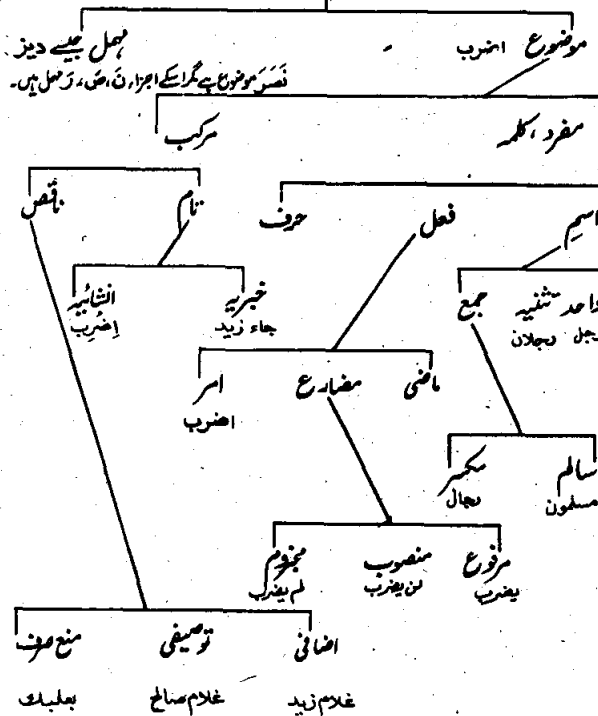 موضوع اضرب
مہمل جیسے دیز
نَصَرَ موضوع ہے مگر اسکے اجزاء نَ، صَ، رَ مہمل ہیں۔
مفرد، کلمہ
مرکب
اسم
فعل
حرف
تام
ناقص
واحد تثنیہ جمع
رجل رجلان
خبریہ
جاء زید
انشائیہ
اِضْرِبْ
ماضی
مضارع
امر
اضرب
سالم
مسلمون
مکسر
رجال
مرفوع
یضرب
منصوب
لن یضرب
مجزوم
لم یضرب
اضافی
توصیفی
منع صرف
غلام زید
غلام صالح
بعلبک